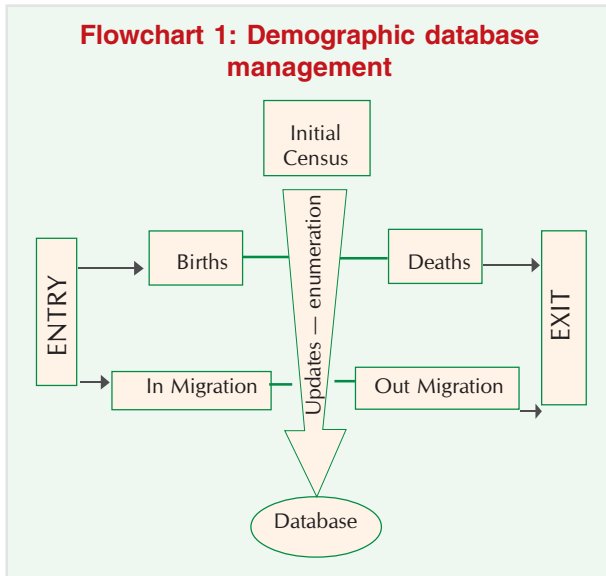 Flowchart 1: Demographic database
management
Initial
Census
ENTRY
Births
Updates — enumeration
Deaths
EXIT
In Migration
Out Migration
Database